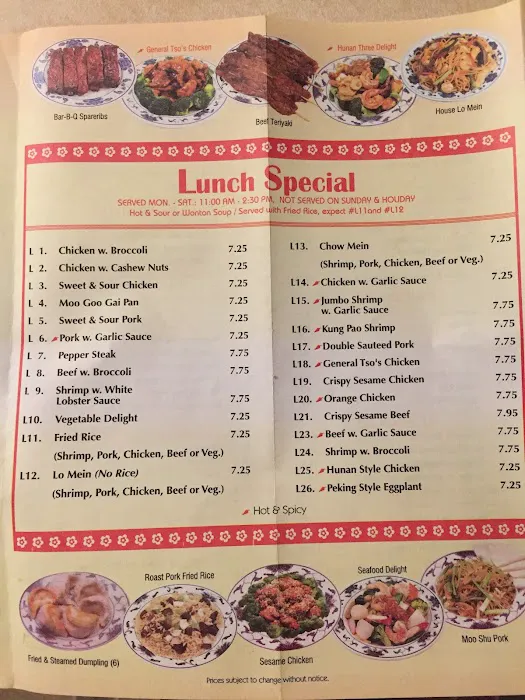 General Tso's Chicken
Hunan Three Delight
Bar-B-Q Spareribs
Beef Teriyaki
House Lo Mein
Lunch Special
SERVED MON. - SAT.: 11:00 AM - 2:30 PM, NOT SERVED ON SUNDAY & HOLIDAY
Hot & Sour or Wonton Soup / Served with Fried Rice, expect #L11and #L12
L 1. Chicken w. Broccoli 7.25
L 2. Chicken w. Cashew Nuts 7.25
L 3. Sweet & Sour Chicken 7.25
L 4. Moo Goo Gai Pan 7.25
L 5. Sweet & Sour Pork 7.25
L 6. Pork w. Garlic Sauce 7.25
L 7. Pepper Steak 7.75
L 8. Beef w. Broccoli 7.75
L 9. Shrimp w. White
Lobster Sauce 7.75
L10. Vegetable Delight 7.25
L11. Fried Rice 7.25
(Shrimp, Pork, Chicken, Beef or Veg.)
L12. Lo Mein (No Rice) 7.25
(Shrimp, Pork, Chicken, Beef or Veg.)
L13. Chow Mein 7.25
(Shrimp, Pork, Chicken, Beef or Veg.)
L14. Chicken w. Garlic Sauce 7.25
L15. Jumbo Shrimp
w. Garlic Sauce 7.75
L16. Kung Pao Shrimp 7.75
L17. Double Sauteed Pork 7.75
L18. General Tso's Chicken 7.75
L19. Crispy Sesame Chicken 7.75
L20. Orange Chicken 7.75
L21. Crispy Sesame Beef 7.95
L23. Beef w. Garlic Sauce 7.75
L24. Shrimp w. Broccoli 7.75
L25. Hunan Style Chicken 7.25
L26. Peking Style Eggplant 7.25
Hot & Spicy
Roast Pork Fried Rice
Seafood Delight
Fried & Steamed Dumpling (6)
Sesame Chicken
Moo Shu Pork
Prices subject to change without notice.